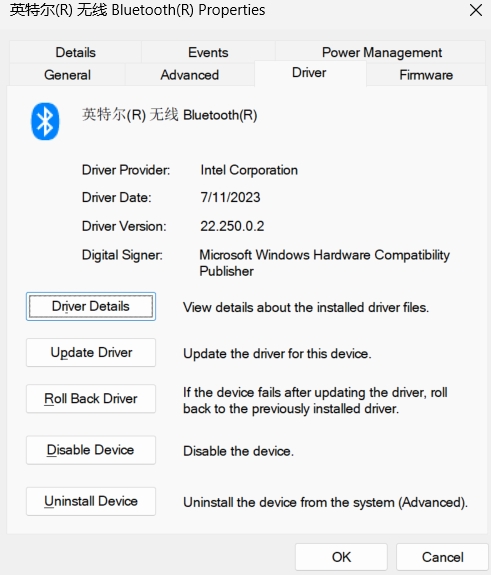 英特尔(R) 无线 Bluetooth(R) Properties
Details Events Power Management
General Advanced Driver Firmware
英特尔(R) 无线 Bluetooth(R)
Driver Provider: Intel Corporation
Driver Date: 7/11/2023
Driver Version: 22.250.0.2
Digital Signer: Microsoft Windows Hardware Compatibility
Publisher
Driver Details View details about the installed driver files.
Update Driver Update the driver for this device.
Roll Back Driver If the device fails after updating the driver, roll
back to the previously installed driver.
Disable Device Disable the device.
Uninstall Device Uninstall the device from the system (Advanced).
OK Cancel